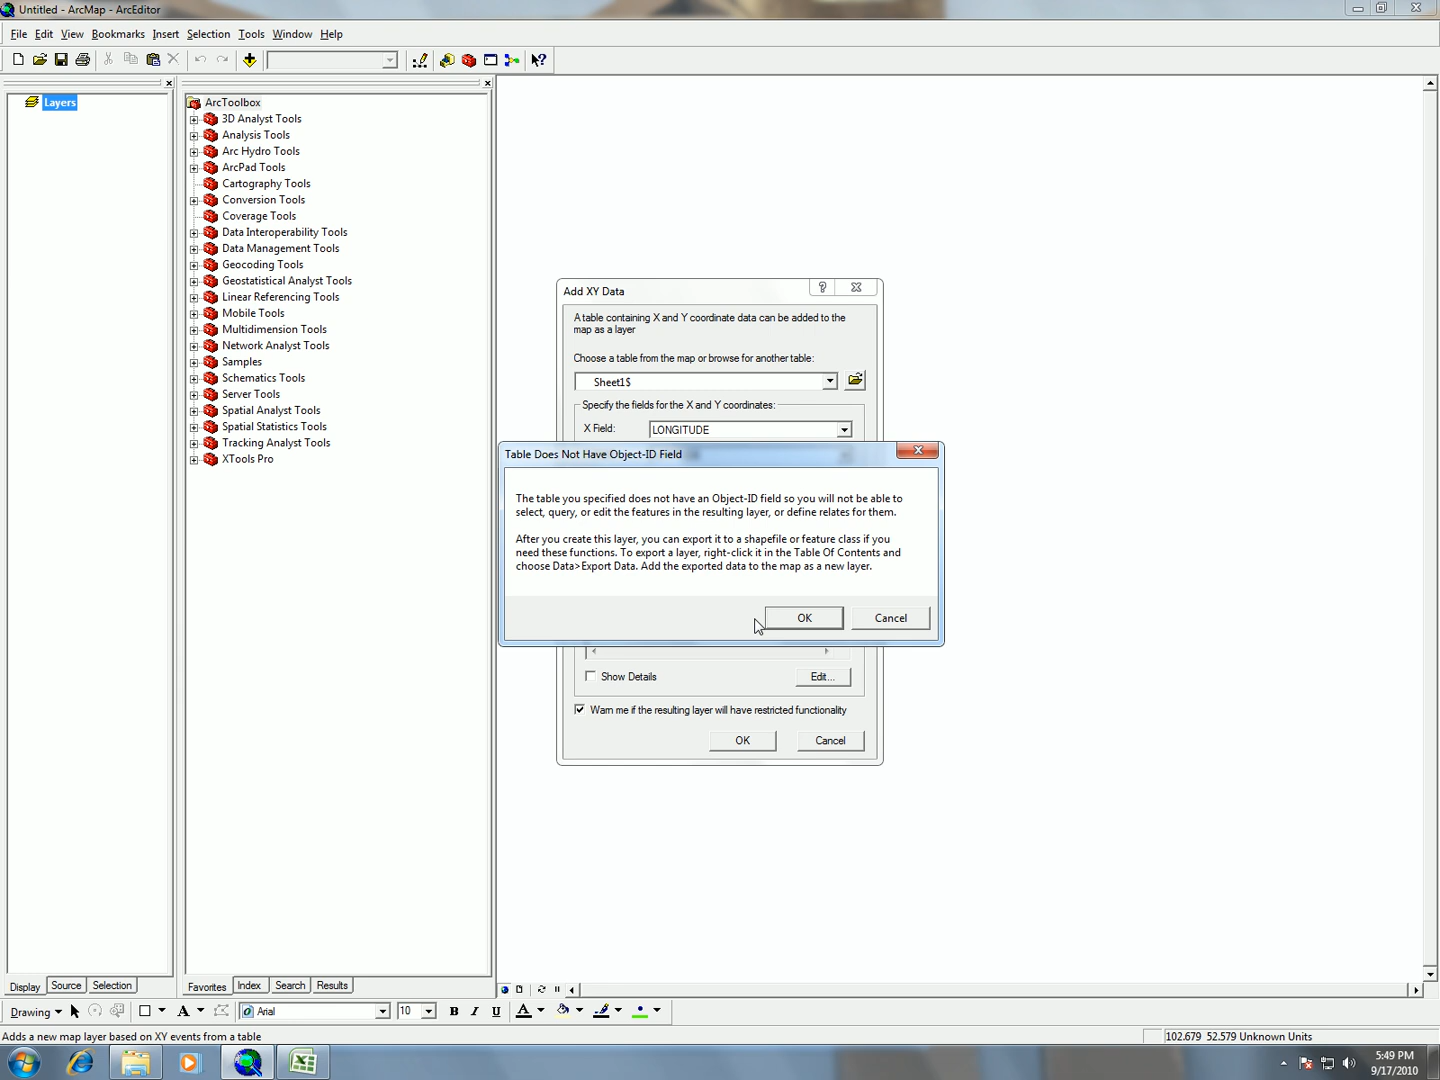 Untitled - ArcMap - ArcEditor
File Edit View Bookmarks Insert Selection Tools Window Help
Layers
ArcToolbox
3D Analyst Tools
Analysis Tools
Arc Hydro Tools
ArcPad Tools
Cartography Tools
Conversion Tools
Coverage Tools
Data Interoperability Tools
Data Management Tools
Geocoding Tools
Geostatistical Analyst Tools
Linear Referencing Tools
Mobile Tools
Multidimension Tools
Network Analyst Tools
Samples
Schematics Tools
Server Tools
Spatial Analyst Tools
Spatial Statistics Tools
Tracking Analyst Tools
XTools Pro
Add XY Data
A table containing X and Y coordinate data can be added to the
map as a layer
Choose a table from the map or browse for another table:
Sheet1$
Specify the fields for the X and Y coordinates:
X Field: LONGITUDE
Table Does Not Have Object-ID Field
The table you specified does not have an Object-ID field so you will not be able to
select, query, or edit the features in the resulting layer, or define relates for them.
After you create this layer, you can export it to a shapefile or feature class if you
need these functions. To export a layer, right-click it in the Table Of Contents and
choose Data>Export Data. Add the exported data to the map as a new layer.
OK Cancel
Show Details Edit...
Warn me if the resulting layer will have restricted functionality
OK Cancel
Display Source Selection
Favorites Index Search Results
Drawing A Arial 10 B I U A
Adds a new map layer based on XY events from a table
102.679 52.579 Unknown Units
5:49 PM
9/17/2010